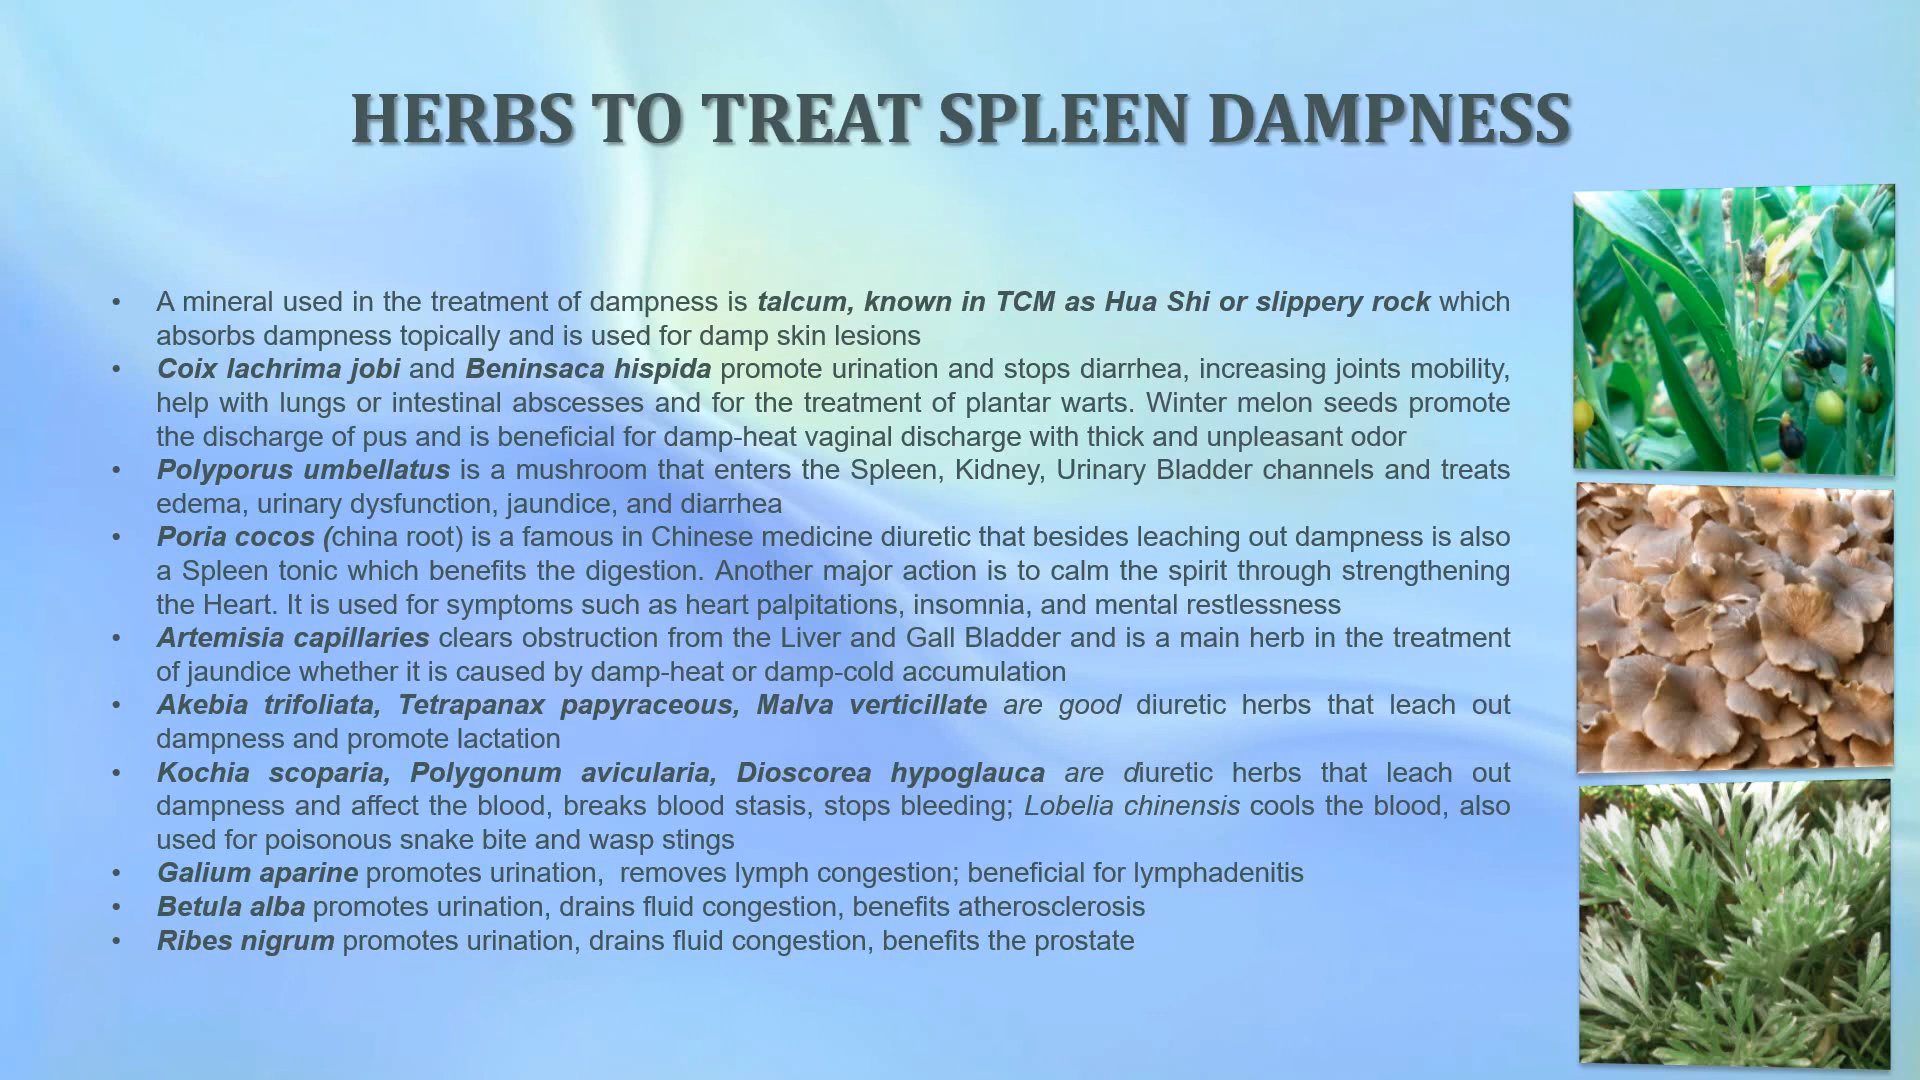 HERBS TO TREAT SPLEEN DAMPNESS
• A mineral used in the treatment of dampness is talcum, known in TCM as Hua Shi or slippery rock which
absorbs dampness topically and is used for damp skin lesions
• Coix lachrima jobi and Beninsaca hispida promote urination and stops diarrhea, increasing joints mobility,
help with lungs or intestinal abscesses and for the treatment of plantar warts. Winter melon seeds promote
the discharge of pus and is beneficial for damp-heat vaginal discharge with thick and unpleasant odor
• Polyporus umbellatus is a mushroom that enters the Spleen, Kidney, Urinary Bladder channels and treats
edema, urinary dysfunction, jaundice, and diarrhea
• Poria cocos (china root) is a famous in Chinese medicine diuretic that besides leaching out dampness is also
a Spleen tonic which benefits the digestion. Another major action is to calm the spirit through strengthening
the Heart. It is used for symptoms such as heart palpitations, insomnia, and mental restlessness
• Artemisia capillaries clears obstruction from the Liver and Gall Bladder and is a main herb in the treatment
of jaundice whether it is caused by damp-heat or damp-cold accumulation
• Akebia trifoliata, Tetrapanax papyraceous, Malva verticillate are good diuretic herbs that leach out
dampness and promote lactation
• Kochia scoparia, Polygonum avicularia, Dioscorea hypoglauca are diuretic herbs that leach out
dampness and affect the blood, breaks blood stasis, stops bleeding; Lobelia chinensis cools the blood, also
used for poisonous snake bite and wasp stings
• Galium aparine promotes urination, removes lymph congestion; beneficial for lymphadenitis
• Betula alba promotes urination, drains fluid congestion, benefits atherosclerosis
• Ribes nigrum promotes urination, drains fluid congestion, benefits the prostate